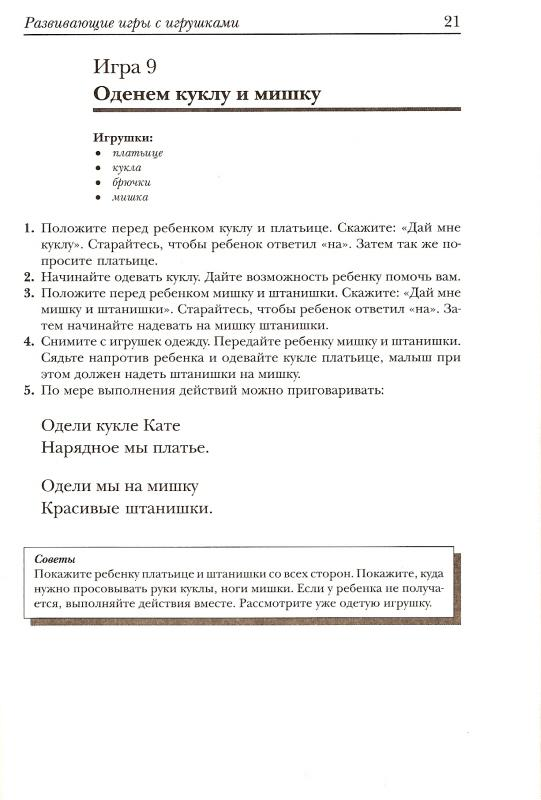 Развивающие игры с игрушками 21
Игра 9
Оденем куклу и мишку
Игрушки:
• платьице
• кукла
• брючки
• мишка
1. Положите перед ребенком куклу и платьице. Скажите: «Дай мне
куклу». Старайтесь, чтобы ребенок ответил «на». Затем так же по-
просите платьице.
2. Начинайте одевать куклу. Дайте возможность ребенку помочь вам.
3. Положите перед ребенком мишку и штанишки. Скажите: «Дай мне
мишку и штанишки». Старайтесь, чтобы ребенок ответил «на». За-
тем начинайте надевать на мишку штанишки.
4. Снимите с игрушек одежду. Передайте ребенку мишку и штанишки.
Сядьте напротив ребенка и одевайте кукле платьице, малыш при
этом должен надеть штанишки на мишку.
5. По мере выполнения действий можно приговаривать:
Одели кукле Кате
Нарядное мы платье.
Одели мы на мишку
Красивые штанишки.
Советы
Покажите ребенку платьице и штанишки со всех сторон. Покажите, куда
нужно просовывать руки куклы, ноги мишки. Если у ребенка не получа-
ется, выполняйте действия вместе. Рассмотрите уже одетую игрушку.